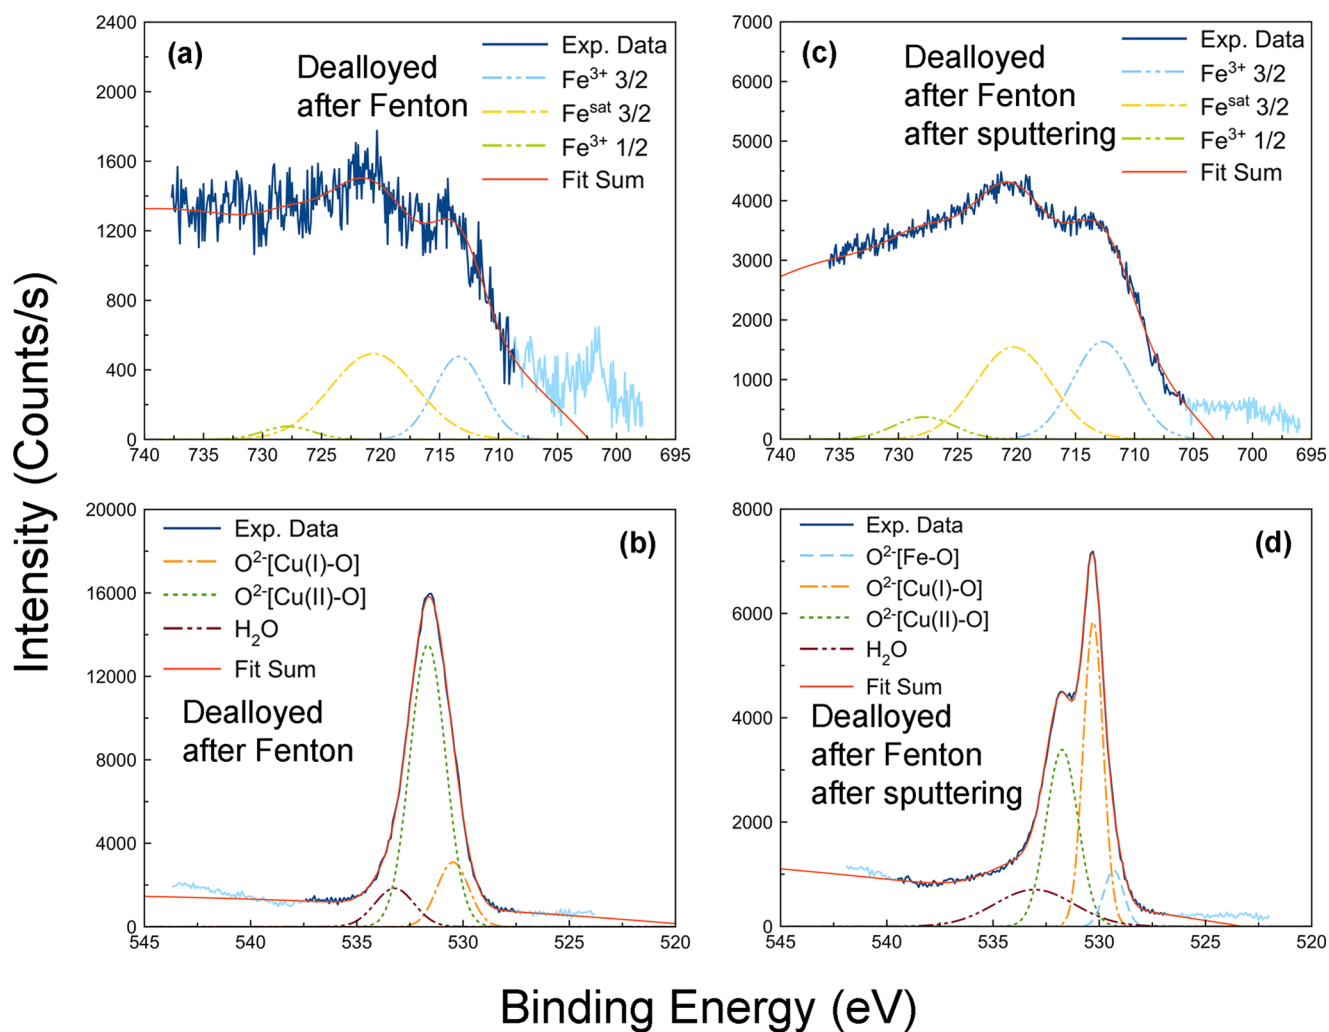 Intensity (Counts/s)
(a)
Dealloyed
after Fenton
Exp. Data
Fe³⁺ 3/2
Feˢᵃᵗ 3/2
Fe³⁺ 1/2
Fit Sum
2400
2000
1600
1200
800
400
0
740 735 730 725 720 715 710 705 700 695
(c)
Dealloyed
after Fenton
after sputtering
Exp. Data
Fe³⁺ 3/2
Feˢᵃᵗ 3/2
Fe³⁺ 1/2
Fit Sum
7000
6000
5000
4000
3000
2000
1000
0
740 735 730 725 720 715 710 705 700 695
(b)
Exp. Data
O²⁻[Cu(I)-O]
O²⁻[Cu(II)-O]
H₂O
Fit Sum
Dealloyed
after Fenton
20000
16000
12000
8000
4000
0
545 540 535 530 525 520
(d)
Exp. Data
O²⁻[Fe-O]
O²⁻[Cu(I)-O]
O²⁻[Cu(II)-O]
H₂O
Fit Sum
Dealloyed
after Fenton
after sputtering
8000
6000
4000
2000
0
545 540 535 530 525 520
Binding Energy (eV)